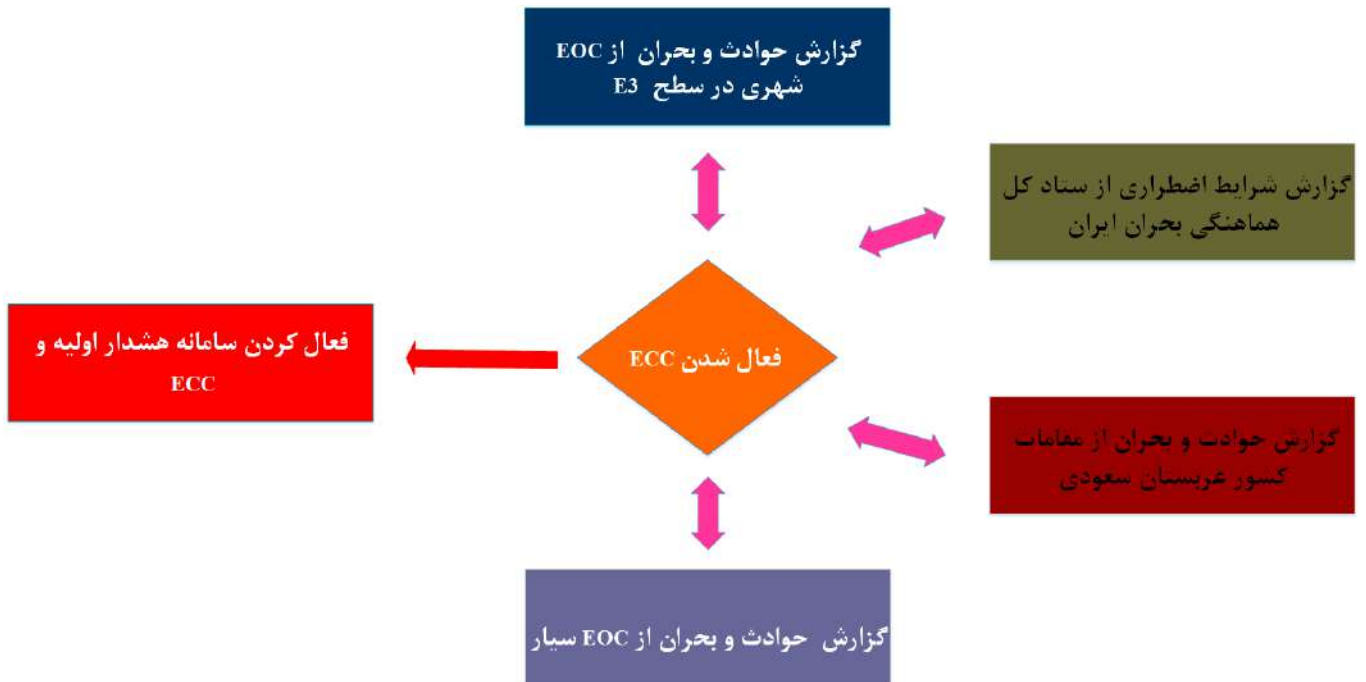 گزارش حوادث و بحران از EOC
شهری در سطح E3
گزارش شرایط اضطراری از ستاد کل
هماهنگی بحران ایران
فعال کردن سامانه هشدار اولیه و
ECC
فعال شدن ECC
گزارش حوادث و بحران از مقامات
کشور عربستان سعودی
گزارش حوادث و بحران از EOC سیار